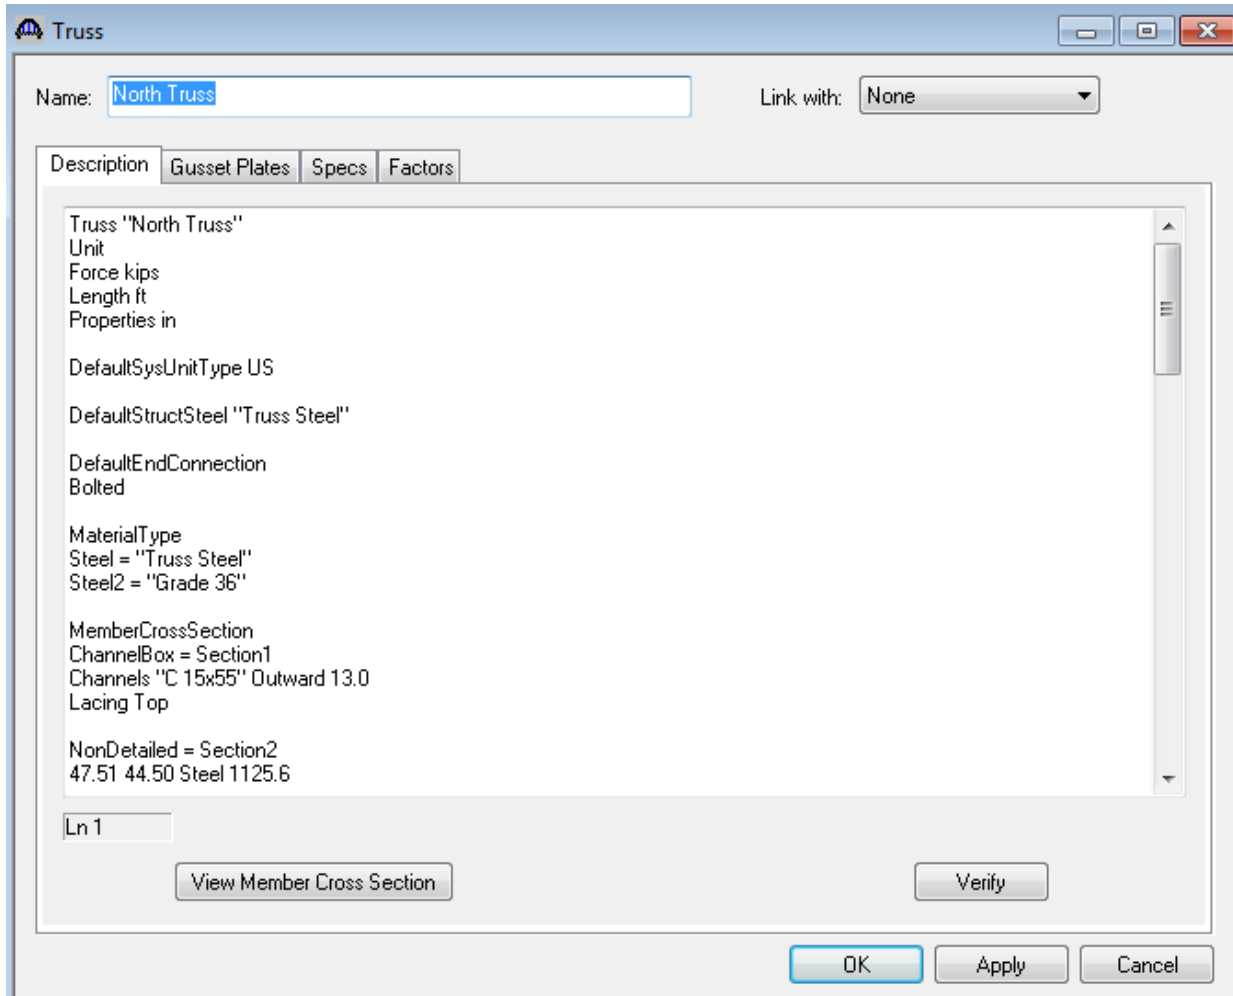 Truss
Name: North Truss Link with: None
Description Gusset Plates Specs Factors
Truss "North Truss"
Unit
Force kips
Length ft
Properties in
DefaultSysUnitType US
DefaultStructSteel "Truss Steel"
DefaultEndConnection
Bolted
MaterialType
Steel = "Truss Steel"
Steel2 = "Grade 36"
MemberCrossSection
ChannelBox = Section1
Channels "C 15x55" Outward 13.0
Lacing Top
NonDetailed = Section2
47.51 44.50 Steel 1125.6
Ln 1
View Member Cross Section Verify
OK Apply Cancel